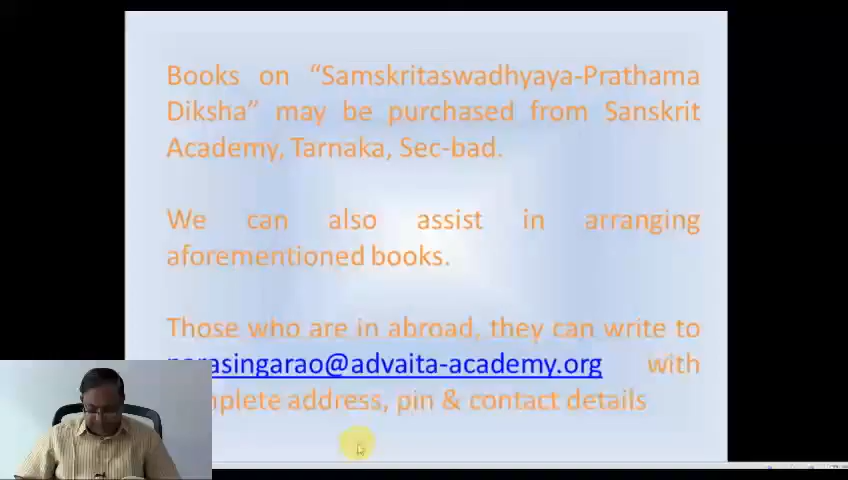 Books on “Samskritaswadhyaya-Prathama
Diksha” may be purchased from Sanskrit
Academy, Tarnaka, Sec-bad.
We can also assist in arranging
aforementioned books.
Those who are in abroad, they can write to
with
address, pin & contact details